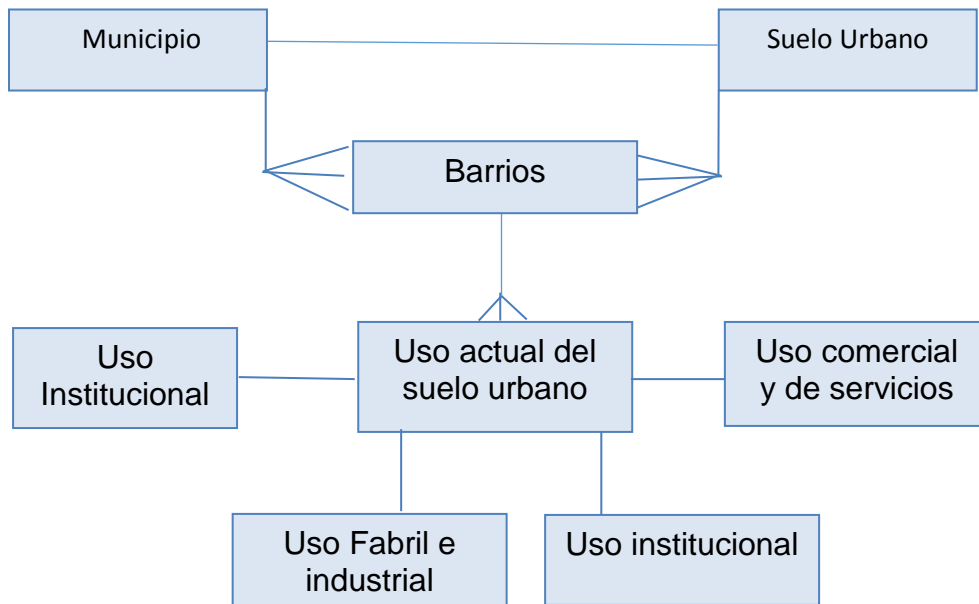 Municipio
Suelo Urbano
Barrios
Uso
Institucional
Uso actual del
suelo urbano
Uso comercial
y de servicios
Uso Fabril e
industrial
Uso institucional